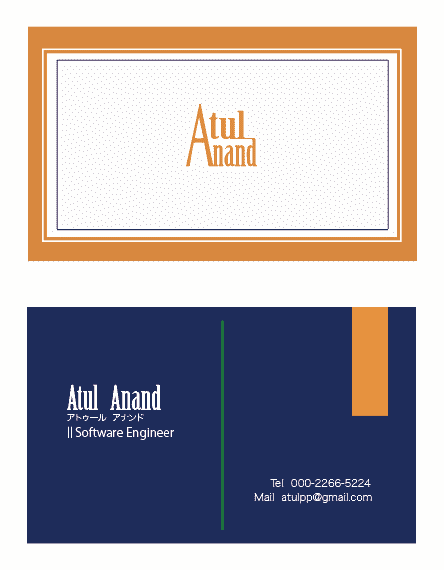 Atul
Anand
Atul Anand
アトゥール アナンド
|| Software Engineer
Tel 000-2266-5224
Mail atulpp@gmail.com